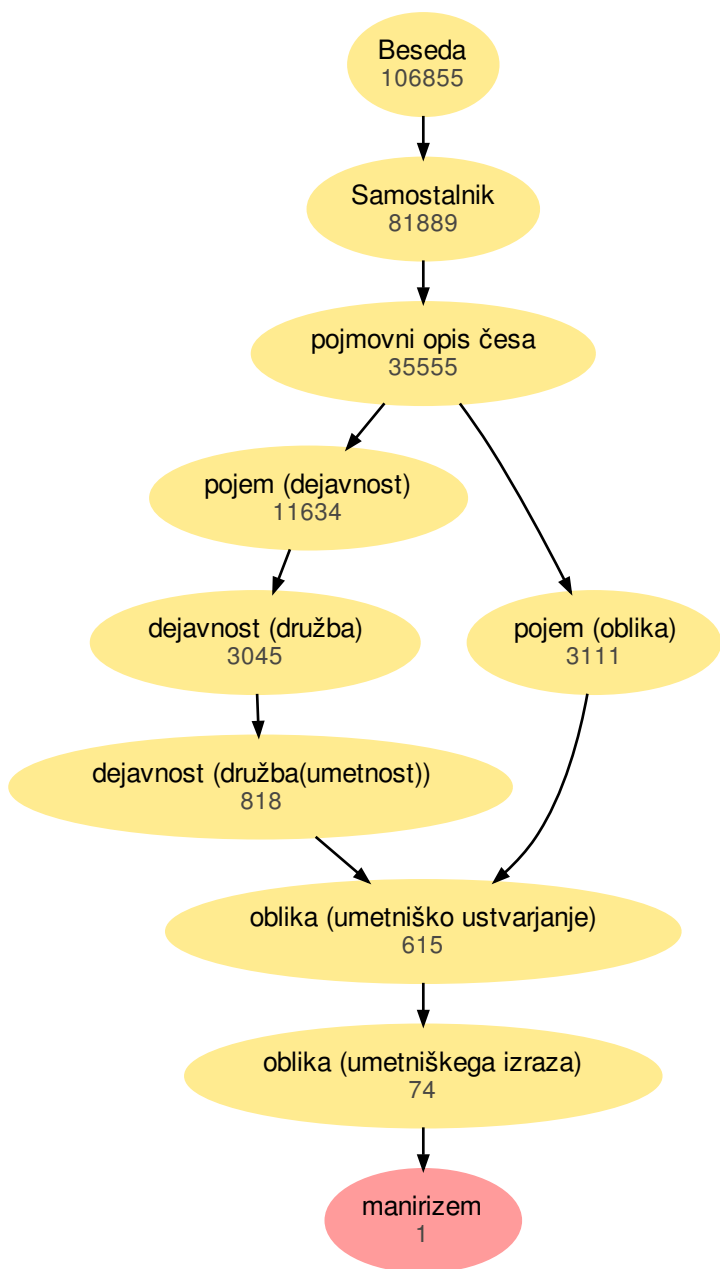 Beseda
106855
Samostalnik
81889
pojmovni opis česa
35555
pojem (dejavnost)
11634
dejavnost (družba)
3045
pojem (oblika)
3111
dejavnost (družba(umetnost))
818
oblika (umetniško ustvarjanje)
615
oblika (umetniškega izraza)
74
manirizem
1